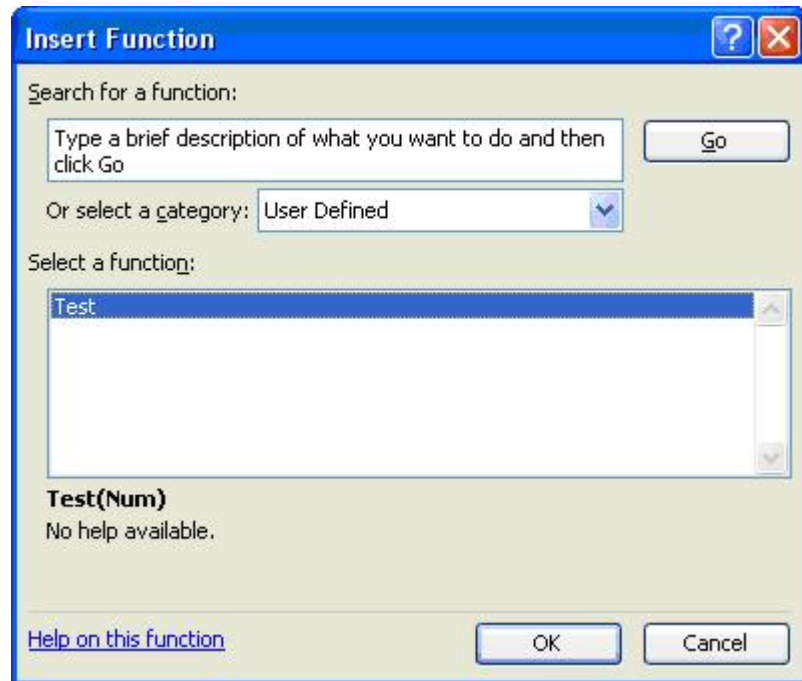 Insert Function
Search for a function:
Type a brief description of what you want to do and then
click Go
Go
Or select a category: User Defined
Select a function:
Test
Test(Num)
No help available.
Help on this function OK Cancel